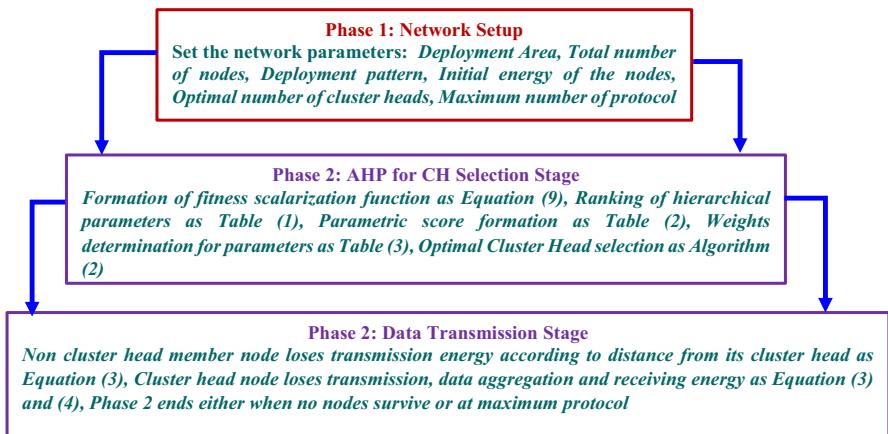 Phase 1: Network Setup
Set the network parameters: Deployment Area, Total number
of nodes, Deployment pattern, Initial energy of the nodes,
Optimal number of cluster heads, Maximum number of protocol
Phase 2: AHP for CH Selection Stage
Formation of fitness scalarization function as Equation (9), Ranking of hierarchical
parameters as Table (1), Parametric score formation as Table (2), Weights
determination for parameters as Table (3), Optimal Cluster Head selection as Algorithm
(2)
Phase 2: Data Transmission Stage
Non cluster head member node loses transmission energy according to distance from its cluster head as
Equation (3), Cluster head node loses transmission, data aggregation and receiving energy as Equation (3)
and (4), Phase 2 ends either when no nodes survive or at maximum protocol